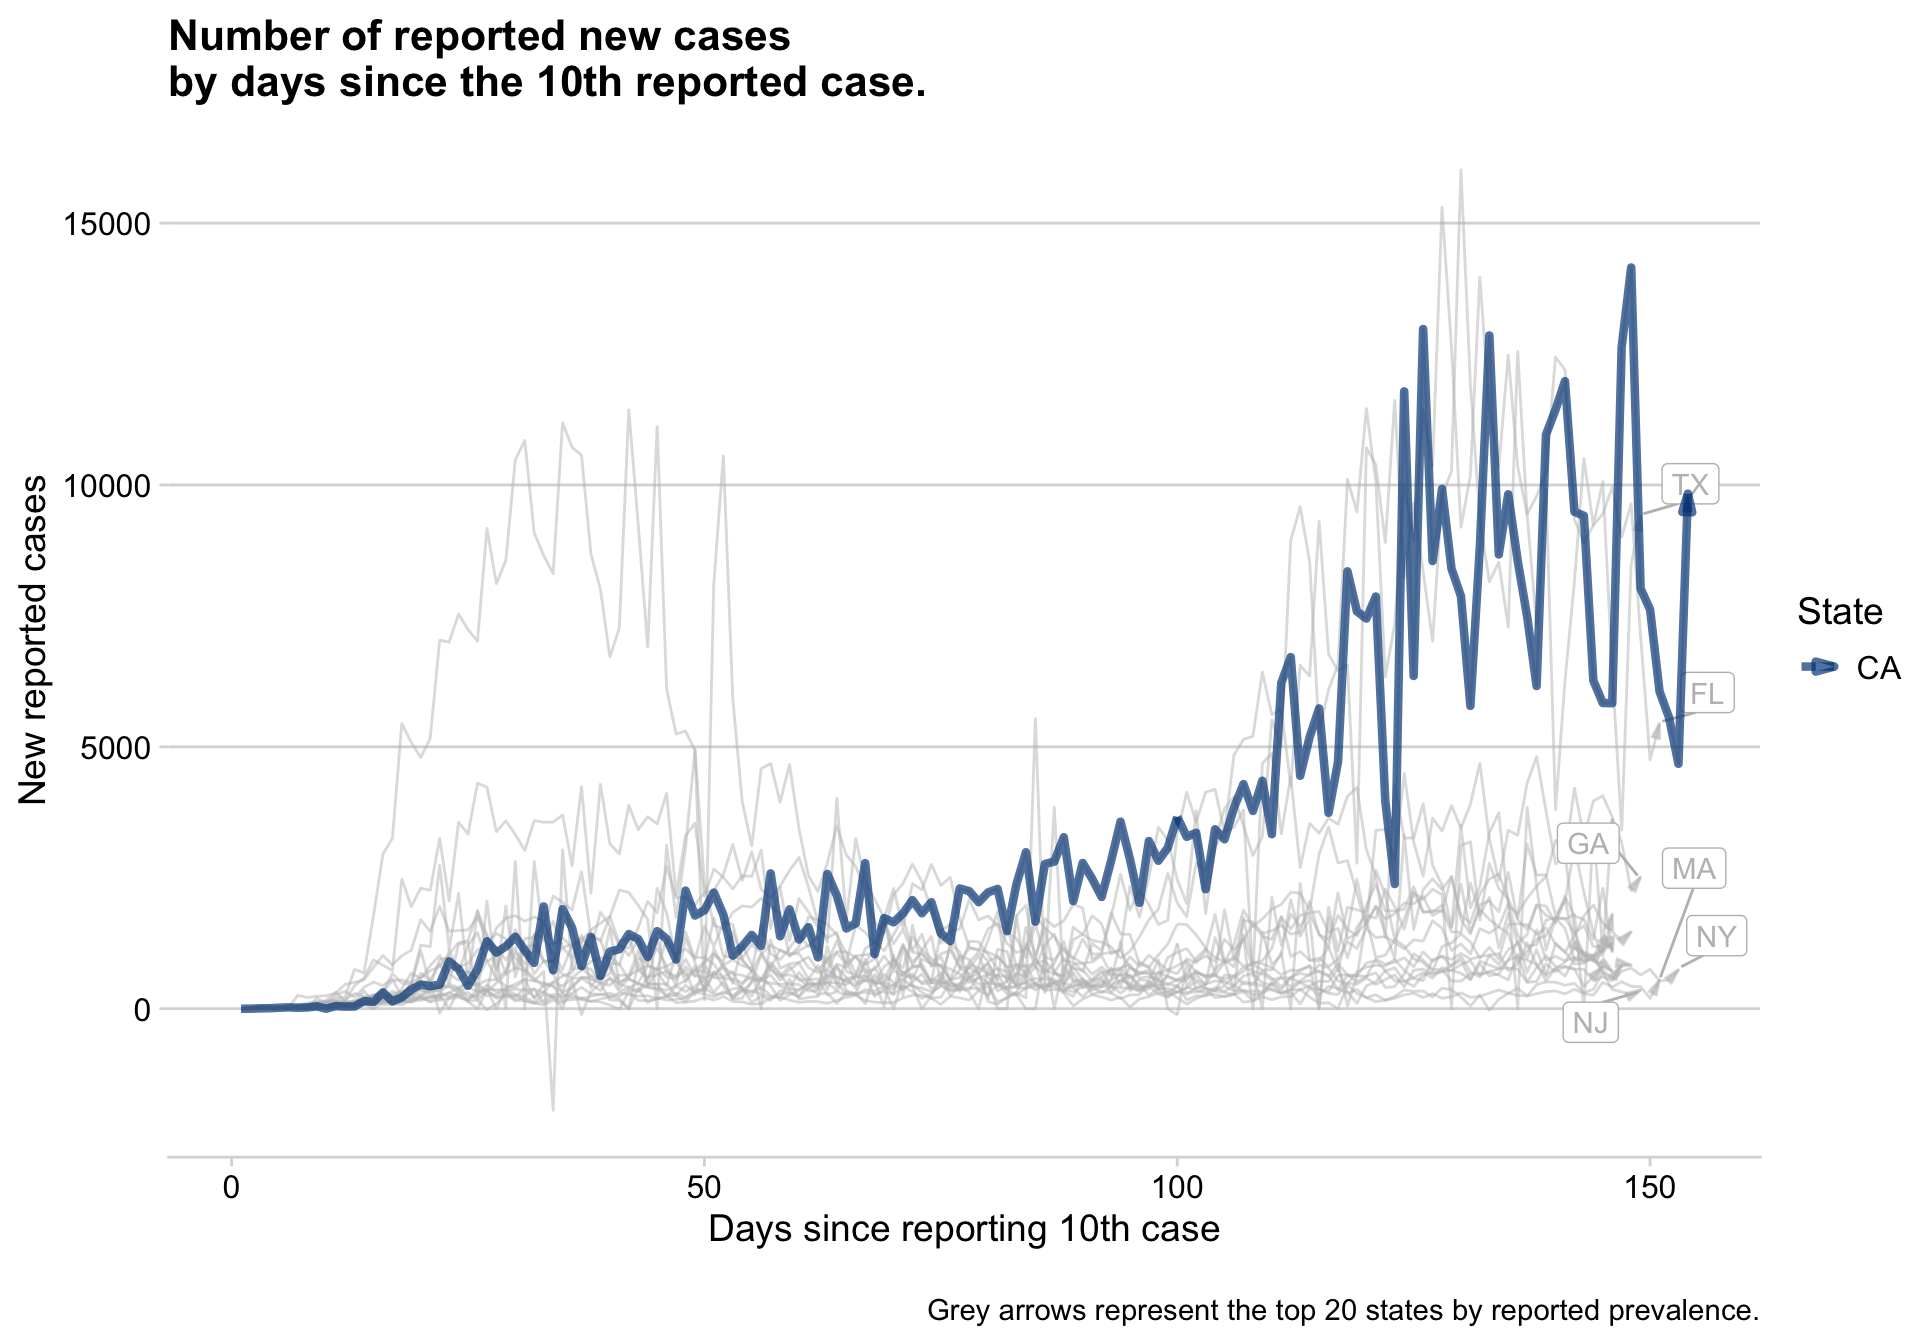 Number of reported new cases
by days since the 10th reported case.
15000
10000
5000
0
New reported cases
TX
FL
GA
MA
NY
NJ
State
CA
0
50
100
150
Days since reporting 10th case
Grey arrows represent the top 20 states by reported prevalence.